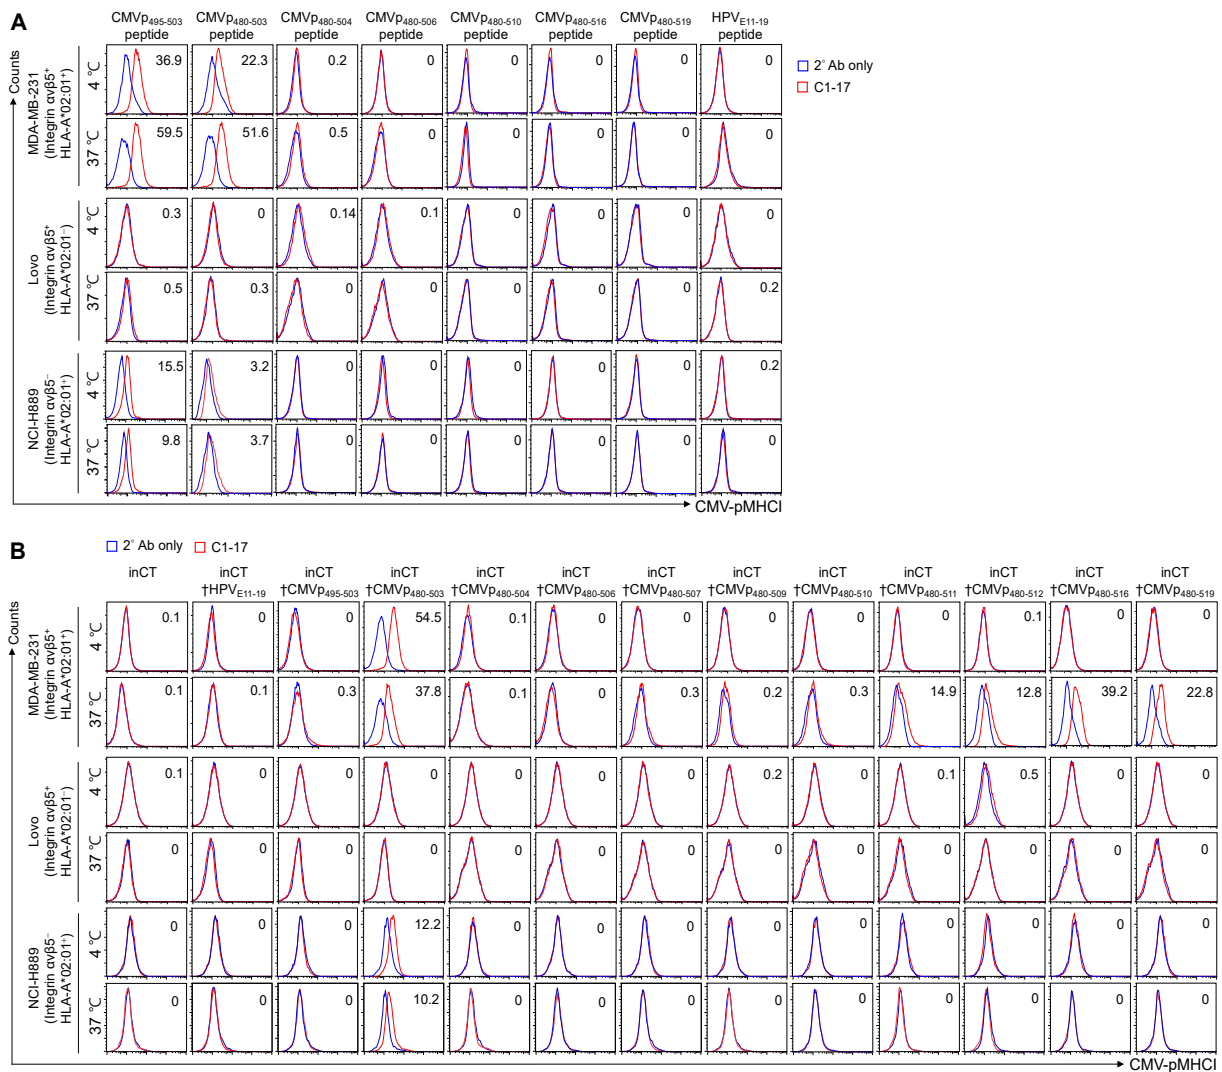 A
CMVp495-503 peptide
CMVp480-503 peptide
CMVp480-504 peptide
CMVp480-506 peptide
CMVp480-510 peptide
CMVp480-516 peptide
CMVp480-519 peptide
HPVE11-19 peptide
2° Ab only
C1-17
Counts
MDA-MB-231
(Integrin αvβ5⁺
HLA-A*02:01⁺)
4 °C
36.9 22.3 0.2 0 0 0 0 0
37 °C
59.5 51.6 0.5 0 0 0 0 0
Lovo
(Integrin αvβ5⁺
HLA-A*02:01⁻)
4 °C
0.3 0 0.14 0.1 0 0 0 0
37 °C
0.5 0.3 0 0 0 0 0 0.2
NCI-H889
(Integrin αvβ5⁻
HLA-A*02:01⁺)
4 °C
15.5 3.2 0 0 0 0 0 0.2
37 °C
9.8 3.7 0 0 0 0 0 0
CMV-pMHCI
B
2° Ab only
C1-17
inCT
inCT †HPVE11-19
inCT †CMVp495-503
inCT †CMVp480-503
inCT †CMVp480-504
inCT †CMVp480-506
inCT †CMVp480-507
inCT †CMVp480-509
inCT †CMVp480-510
inCT †CMVp480-511
inCT †CMVp480-512
inCT †CMVp480-516
inCT †CMVp480-519
Counts
MDA-MB-231
(Integrin αvβ5⁺
HLA-A*02:01⁺)
4 °C
0.1 0 0 54.5 0.1 0 0 0 0 0 0.1 0 0
37 °C
0.1 0.1 0.3 37.8 0.1 0 0.3 0.2 0.3 14.9 12.8 39.2 22.8
Lovo
(Integrin αvβ5⁺
HLA-A*02:01⁻)
4 °C
0.1 0 0 0 0 0 0 0.2 0 0.1 0.5 0 0
37 °C
0 0 0 0 0 0 0 0 0 0 0 0 0
NCI-H889
(Integrin αvβ5⁻
HLA-A*02:01⁺)
4 °C
0 0 0 12.2 0 0 0 0 0 0 0 0 0
37 °C
0 0 0 10.2 0 0 0 0 0 0 0 0 0
CMV-pMHCI